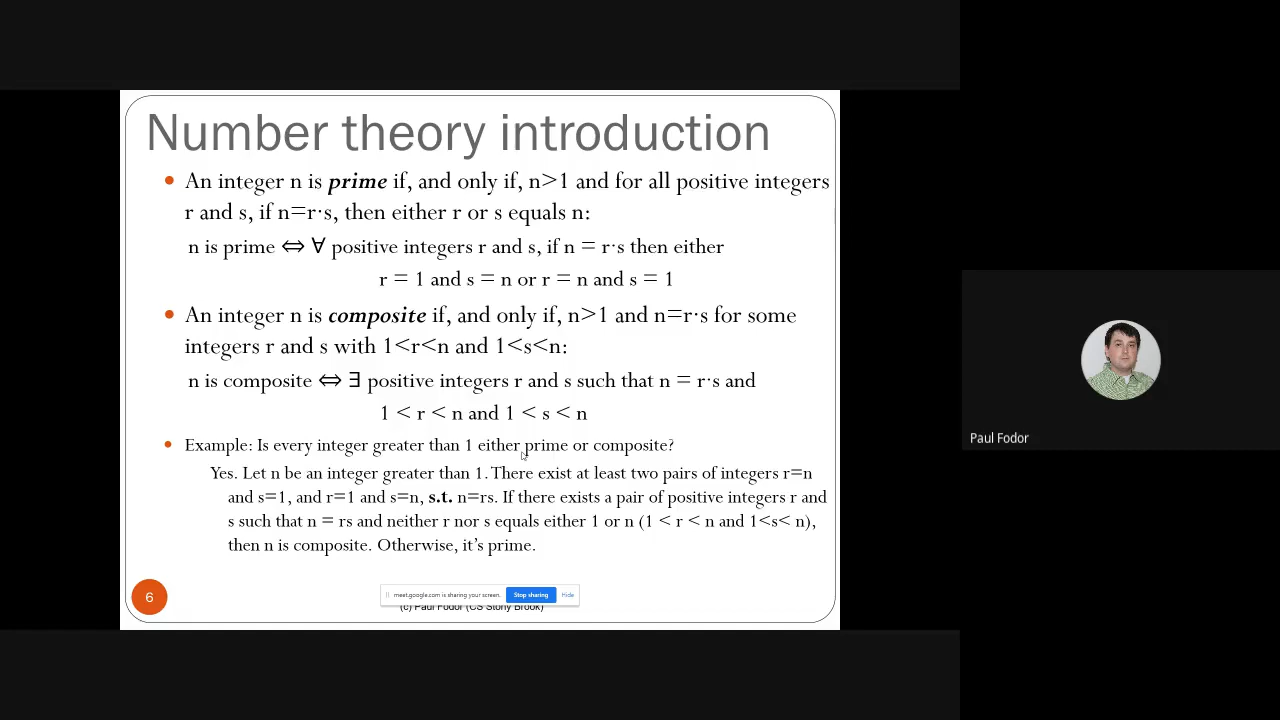 Number theory introduction
• An integer n is prime if, and only if, n>1 and for all positive integers
r and s, if n=r·s, then either r or s equals n:
n is prime ⇔ ∀ positive integers r and s, if n = r·s then either
r = 1 and s = n or r = n and s = 1
• An integer n is composite if, and only if, n>1 and n=r·s for some
integers r and s with 1<r<n and 1<s<n:
n is composite ⇔ ∃ positive integers r and s such that n = r·s and
1 < r < n and 1 < s < n
• Example: Is every integer greater than 1 either prime or composite?
Yes. Let n be an integer greater than 1. There exist at least two pairs of integers r=n
and s=1, and r=1 and s=n, s.t. n=rs. If there exists a pair of positive integers r and
s such that n = rs and neither r nor s equals either 1 or n (1 < r < n and 1<s< n),
then n is composite. Otherwise, it's prime.
6
meet.google.com is sharing your screen. Stop sharing Hide
(c) Paul Fodor (CS Stony Brook)
Paul Fodor